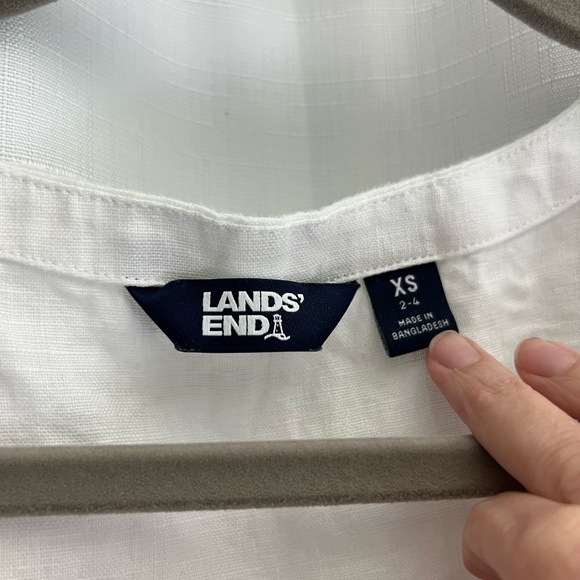 LANDS'
END
XS
2-4
MADE IN
BANGLADESH